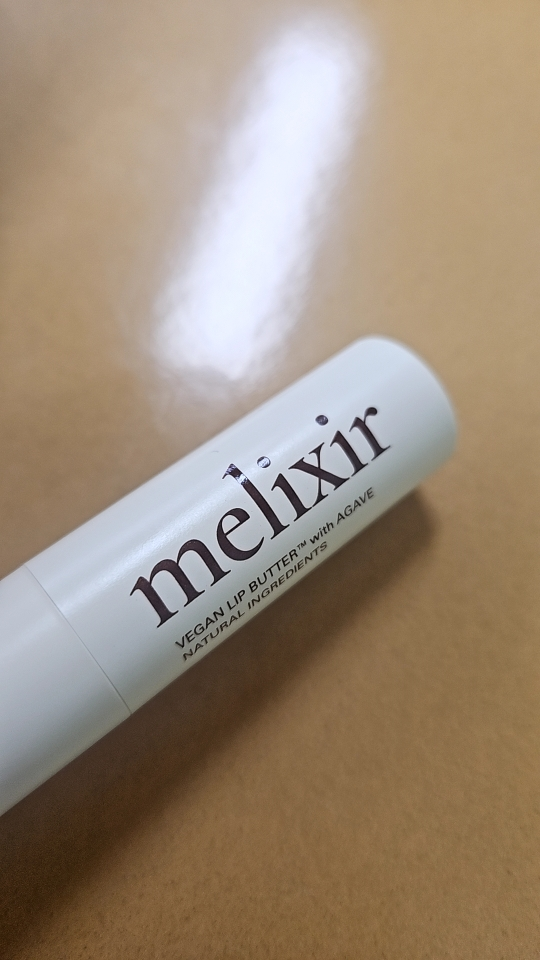 melixir
VEGAN LIP BUTTER™ with AGAVE
NATURAL INGREDIENTS